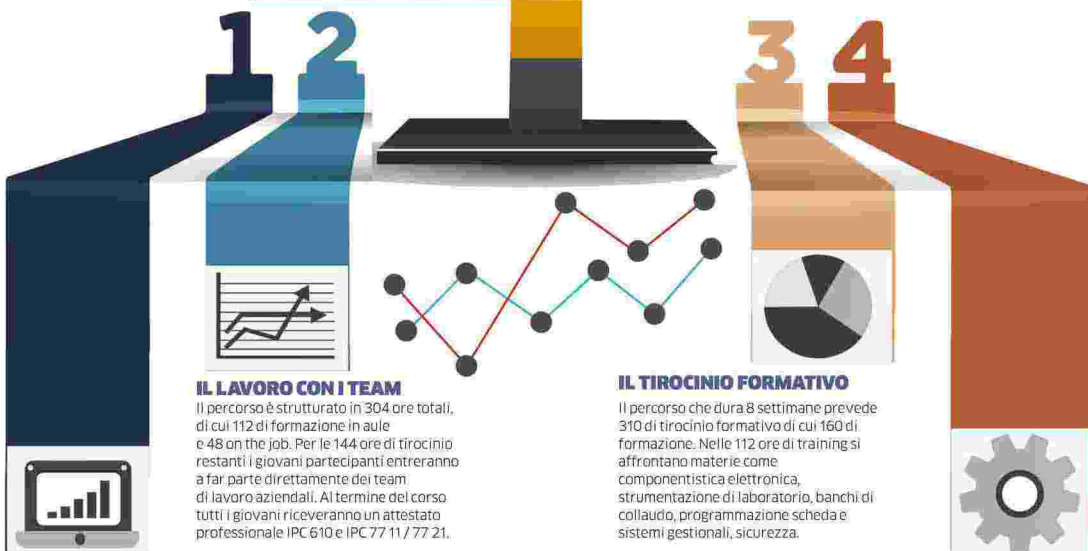 1
2
3
4
IL LAVORO CON I TEAM
Il percorso è strutturato in 304 ore totali,
di cui 112 di formazione in aule
e 48 on the job. Per le 144 ore di tirocinio
restanti i giovani partecipanti entreranno
a far parte direttamente dei team
di lavoro aziendali. Al termine del corso
tutti i giovani riceveranno un attestato
professionale IPC 610 e IPC 77 11 / 77 21.
IL TIROCINIO FORMATIVO
Il percorso che dura 8 settimane prevede
310 di tirocinio formativo di cui 160 di
formazione. Nelle 112 ore di training si
affrontano materie come
componentistica elettronica,
strumentazione di laboratorio, banchi di
collaudo, programmazione scheda e
sistemi gestionali, sicurezza.